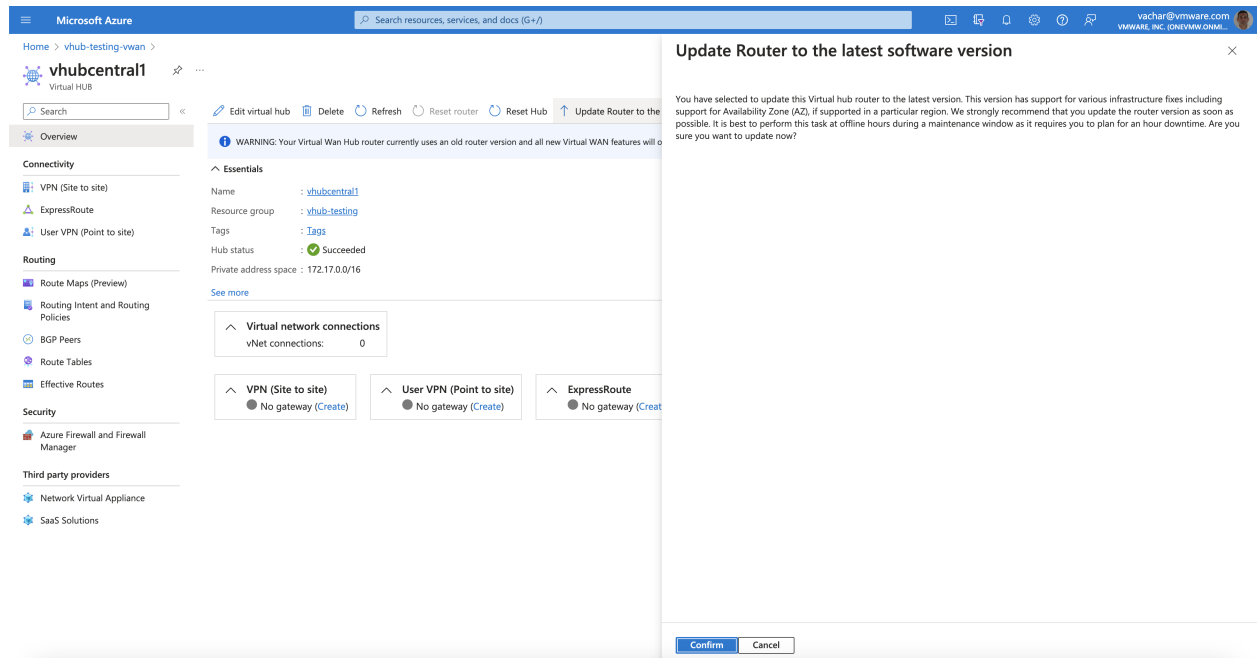 Microsoft Azure
Search resources, services, and docs (G+/)
vachar@vmware.com
VMWARE, INC. (ONEVMW.ONMI...
Home > vhub-testing-vwan >
vhubcentral1
...
Virtual HUB
Search
«
Overview
Connectivity
VPN (Site to site)
ExpressRoute
User VPN (Point to site)
Routing
Route Maps (Preview)
Routing Intent and Routing
Policies
BGP Peers
Route Tables
Effective Routes
Security
Azure Firewall and Firewall
Manager
Third party providers
Network Virtual Appliance
SaaS Solutions
Edit virtual hub Delete Refresh Reset router Reset Hub Update Router to the
WARNING: Your Virtual Wan Hub router currently uses an old router version and all new Virtual WAN features will
Essentials
Name : vhubcentral1
Resource group : vhub-testing
Tags : Tags
Hub status : Succeeded
Private address space : 172.17.0.0/16
See more
Virtual network connections
vNet connections: 0
VPN (Site to site)
No gateway (Create)
User VPN (Point to site)
No gateway (Create)
ExpressRoute
No gateway (Creat
Update Router to the latest software version
You have selected to update this Virtual hub router to the latest version. This version has support for various infrastructure fixes including
support for Availability Zone (AZ), if supported in a particular region. We strongly recommend that you update the router version as soon as
possible. It is best to perform this task at offline hours during a maintenance window as it requires you to plan for an hour downtime. Are you
sure you want to update now?
Confirm Cancel